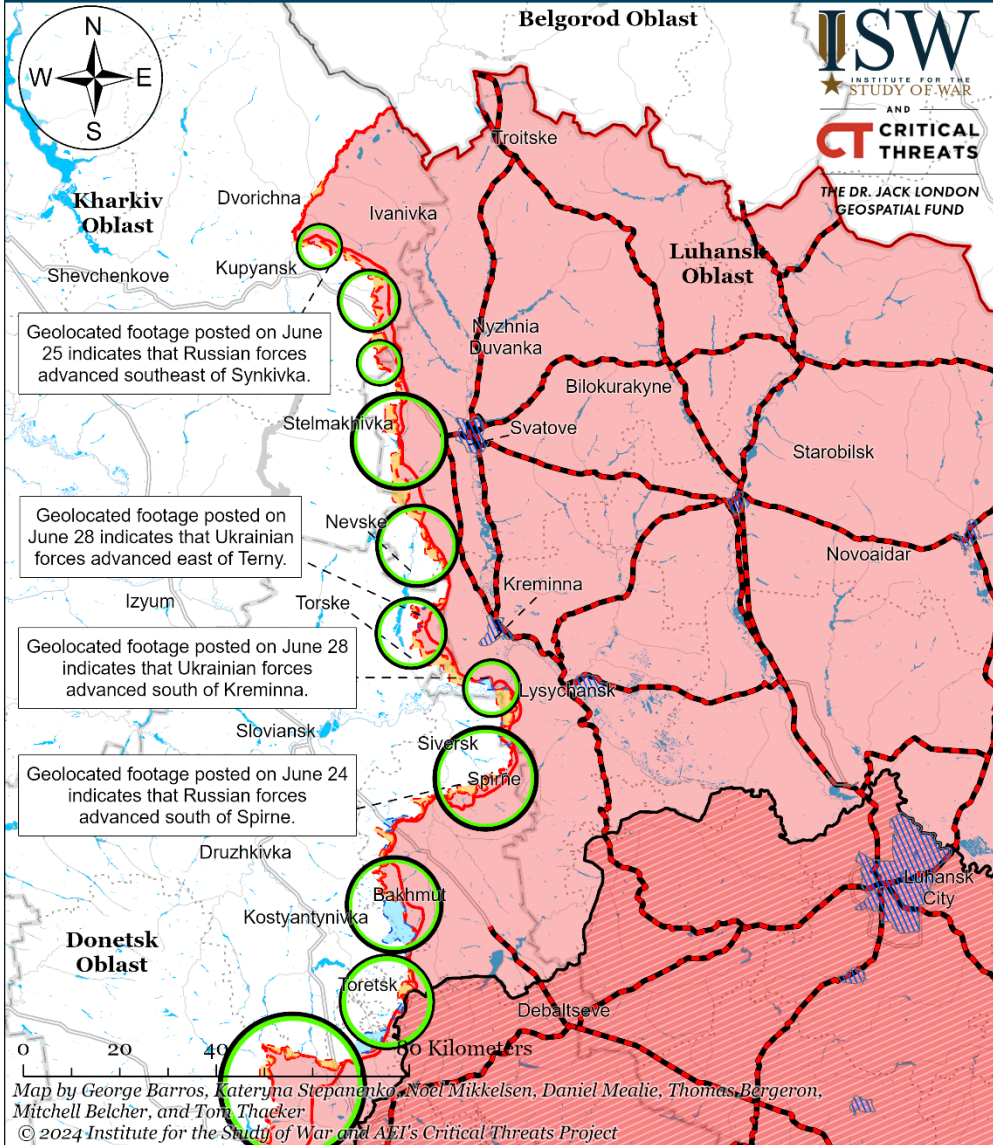 Belgorod Oblast
N
W E
S
ISW
INSTITUTE FOR THE
STUDY OF WAR
AND
CT CRITICAL
THREATS
THE DR. JACK LONDON
GEOSPATIAL FUND
Troitske
Dvorichna
Kharkiv
Oblast
Ivanivka
Luhansk
Oblast
Kupyansk
Shevchenkove
Geolocated footage posted on June
25 indicates that Russian forces
advanced southeast of Synkivka.
Nyzhnia
Duvanka
Bilokurakyne
Stelmakhivka
Svatove
Starobilsk
Geolocated footage posted on
June 28 indicates that Ukrainian
forces advanced east of Terny.
Nevske
Novoaidar
Kreminna
Izyum
Torske
Geolocated footage posted on June 28
indicates that Ukrainian forces
advanced south of Kreminna.
Lysychansk
Sloviansk
Siversk
Geolocated footage posted on June 24
indicates that Russian forces
advanced south of Spirne.
Spirne
Druzhkivka
Luhansk
City
Bakhmut
Kostyantynivka
Donetsk
Oblast
Toretsk
Debaltseve
0 20 40 80 Kilometers
Map by George Barros, Kateryna Stepanenko, Noel Mikkelsen, Daniel Mealie, Thomas Bergeron,
Mitchell Belcher, and Tom Thacker
© 2024 Institute for the Study of War and AEI's Critical Threats Project